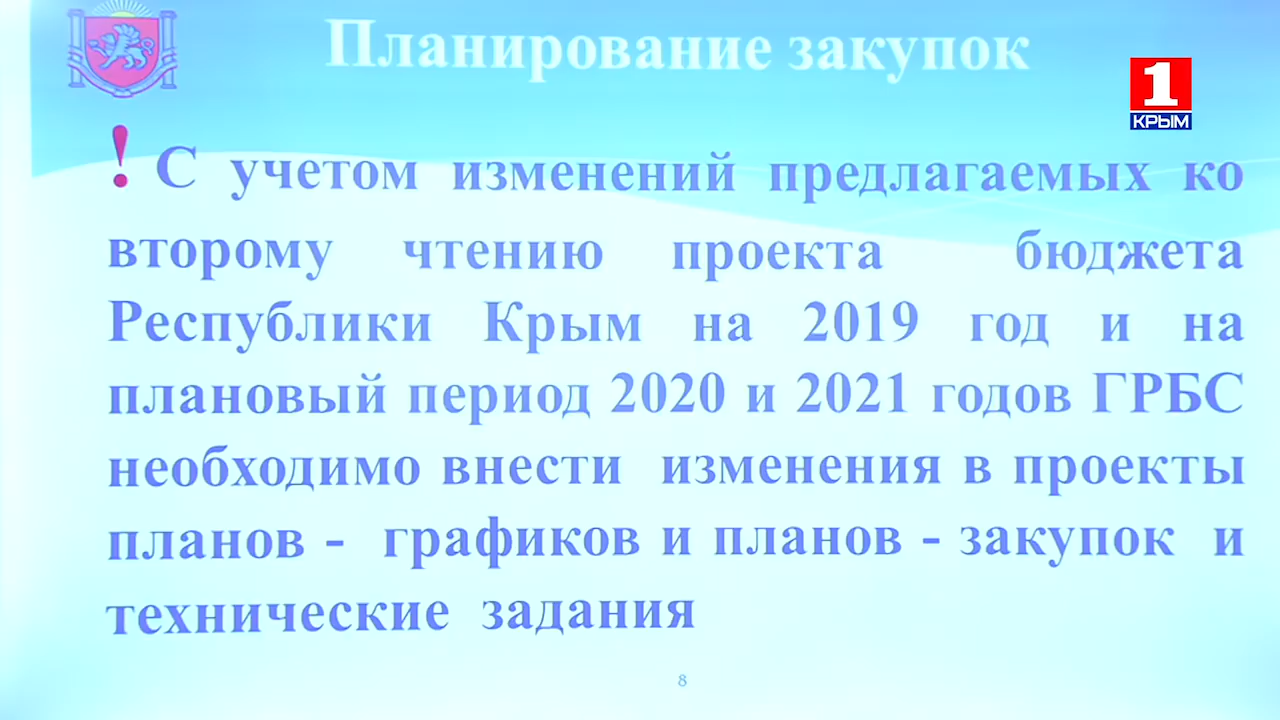 Планирование закупок
1
КРЫМ
! С учетом изменений предлагаемых ко
второму чтению проекта бюджета
Республики Крым на 2019 год и на
плановый период 2020 и 2021 годов ГРБС
необходимо внести изменения в проекты
планов - графиков и планов - закупок и
технические задания
8